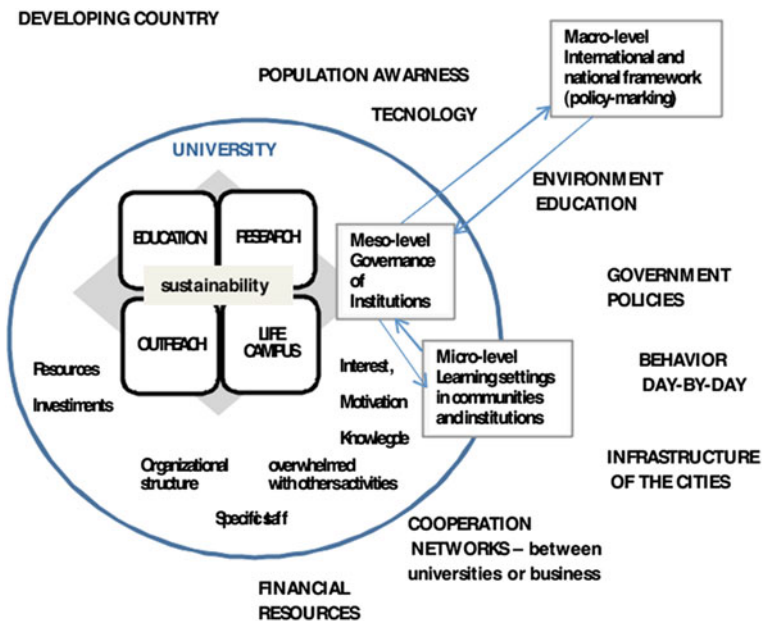 DEVELOPING COUNTRY
Macro-level
International and
national framework
(policy-marking)
POPULATION AWARNESS
TECNOLOGY
UNIVERSITY
ENVIRONMENT
EDUCATION
EDUCATION
RESEARCH
Meso-level
Governance
of
Institutions
sustainability
GOVERNMENT
POLICIES
OUTREACH
LIFE
CAMPUS
Micro-level
Learning settings
in communities
and institutions
Resources
Investiments
Interest,
Motivation
Knowlegde
BEHAVIOR
DAY-BY-DAY
Organizational
structure
overwhelmed
with others activities
INFRASTRUCTURE
OF THE CITIES
Specific staff
COOPERATION
NETWORKS – between
universities or business
FINANCIAL
RESOURCES